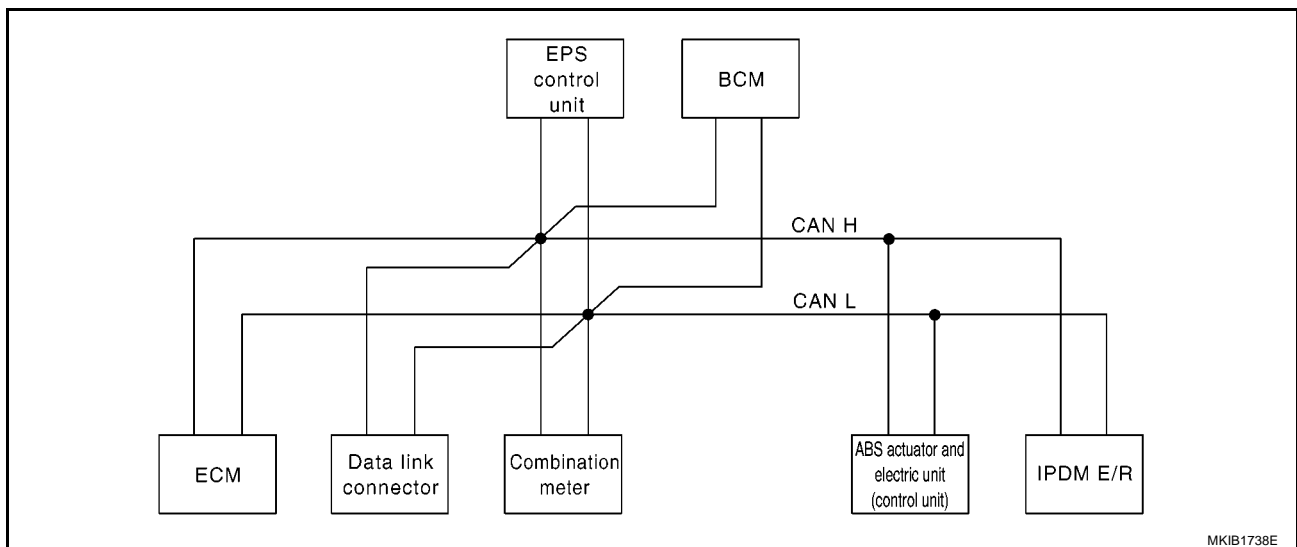 EPS
control
unit
BCM
CAN H
CAN L
ECM
Data link
connector
Combination
meter
ABS actuator and
electric unit
(control unit)
IPDM E/R
MKIB1738E